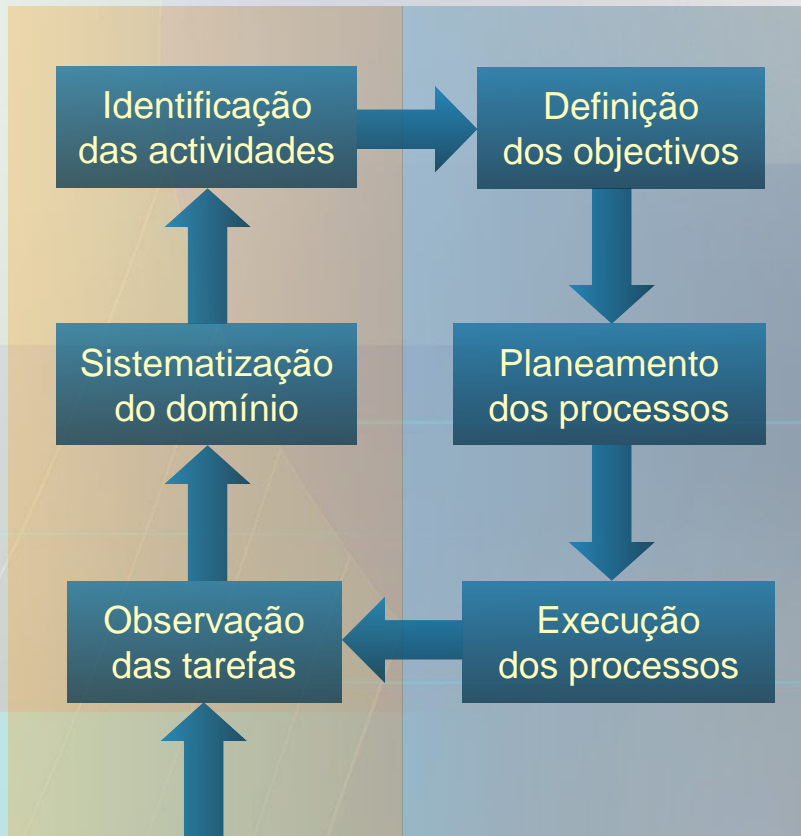 Identificação
das actividades
Definição
dos objectivos
Sistematização
do domínio
Planeamento
dos processos
Observação
das tarefas
Execução
dos processos